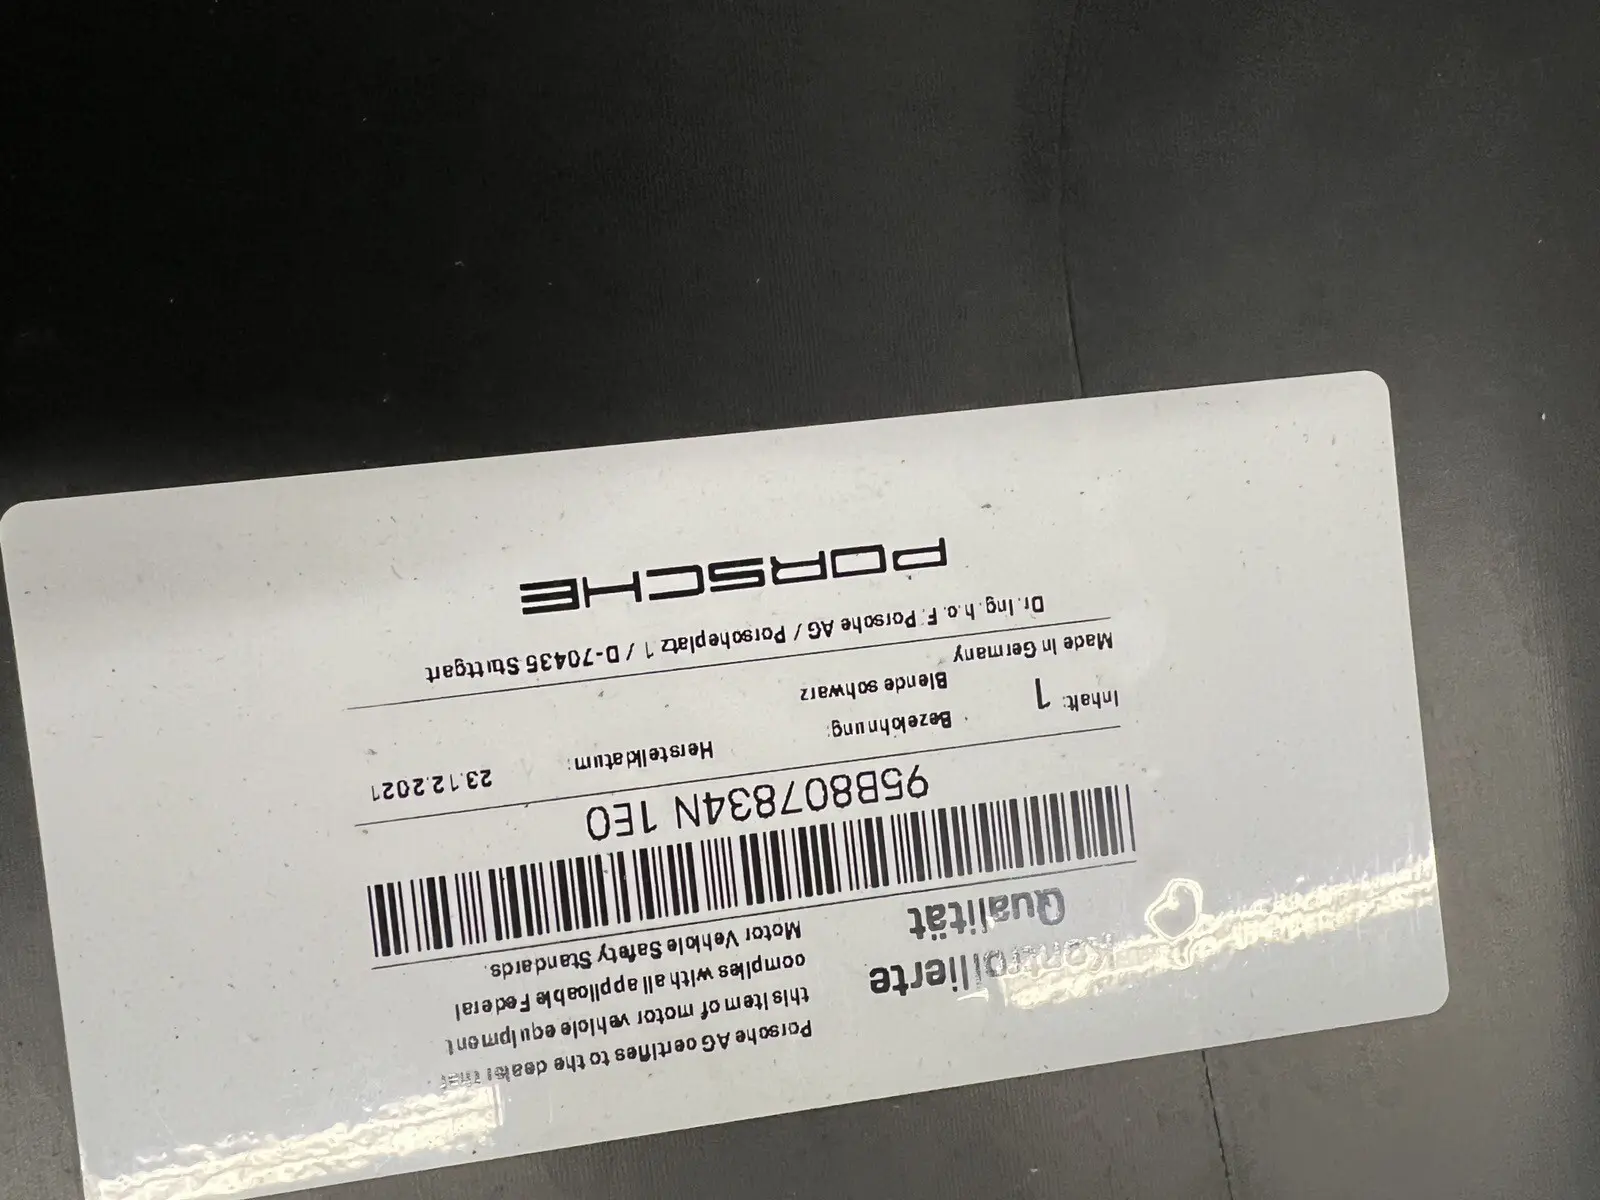 Kontrollierte
Qualität
Porsche AG certifies to the dealer that
this item of motor vehicle equipment
complies with all applicable Federal
Motor Vehicle Safety Standards.
95B807834N 1E0
Inhalt: 1
Bezeichnung:
Blende schwarz
Herstelldatum: 23.12.2021
Made in Germany
Dr. Ing. h.c. F. Porsche AG / Porscheplatz 1 / D-70435 Stuttgart
PORSCHE